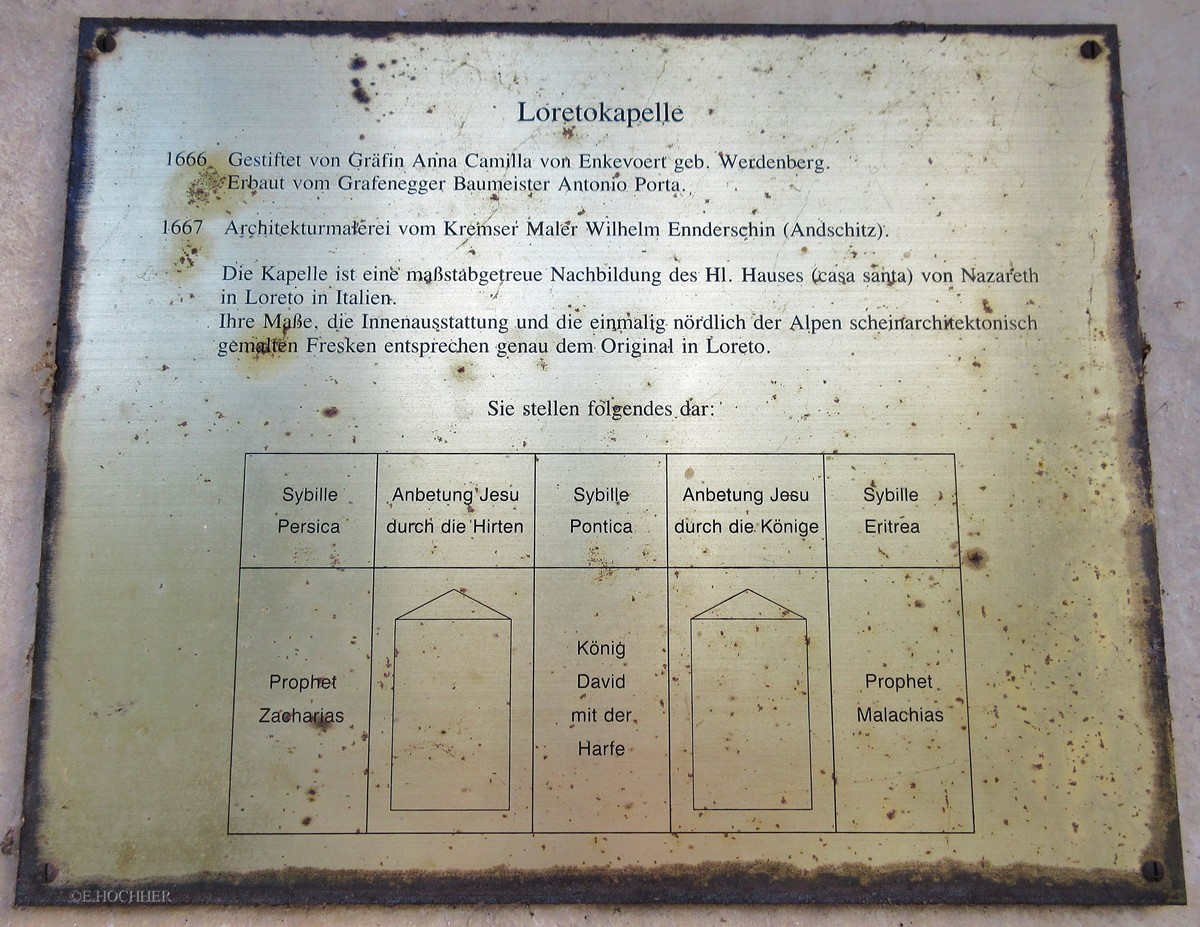 Loretokapelle
1666 Gestiftet von Gräfin Anna Camilla von Enkevoert geb. Werdenberg.
Erbaut vom Grafenegger Baumeister Antonio Porta.
1667 Architekturmalerei vom Kremser Maler Wilhelm Ennderschin (Andschitz).
Die Kapelle ist eine maßstabgetreue Nachbildung des Hl. Hauses (casa santa) von Nazareth
in Loreto in Italien.
Ihre Maße, die Innenausstattung und die einmalig nördlich der Alpen scheinarchitektonisch
gemalten Fresken entsprechen genau dem Original in Loreto.
Sie stellen folgendes dar:
Sybille
Persica
Anbetung Jesu
durch die Hirten
Sybille
Pontica
Anbetung Jesu
durch die Könige
Sybille
Eritrea
Prophet
Zacharias
König
David
mit der
Harfe
Prophet
Malachias
©E.HOCHHER